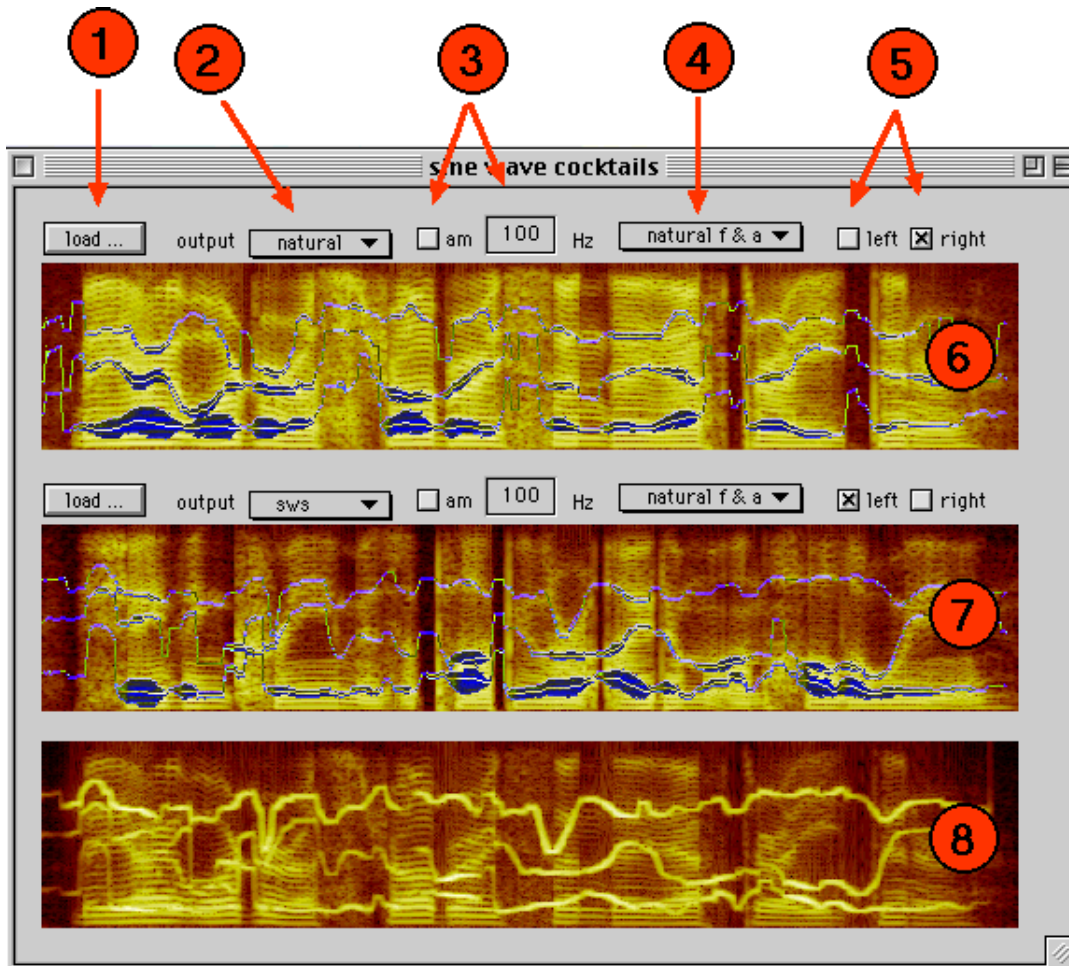 1 2 3 4 5
sine wave cocktails
load ... output natural am 100 Hz natural f & a left right
6
load ... output sws am 100 Hz natural f & a left right
7
8